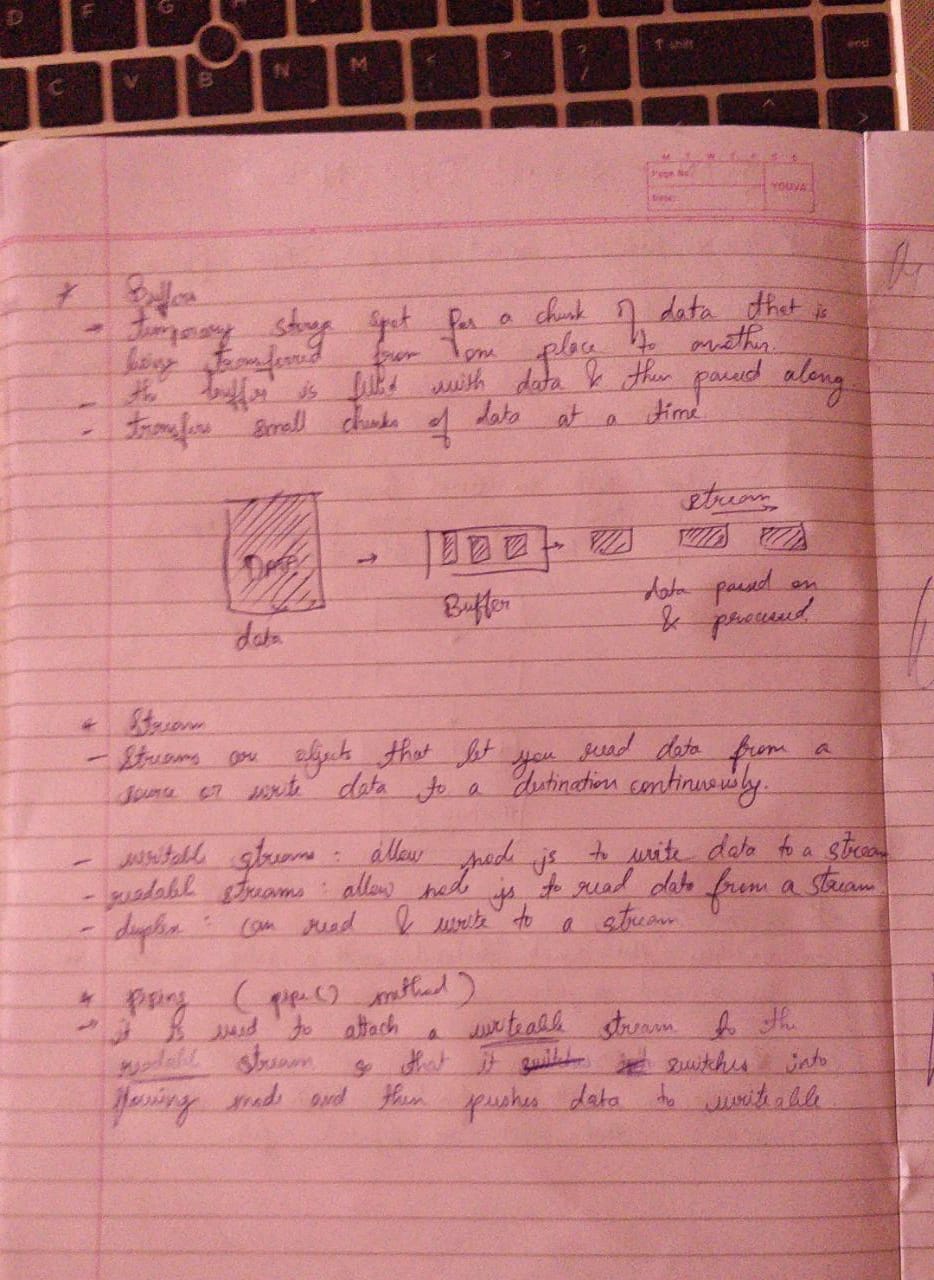 D F G H
C V B N M < > ? / ↑ shift end
M T W T F S S
Page No.:
YOUVA
Date:
* Buffers
→ temporary storage spot for a chunk of data that is
being transferred from one place to another.
- the buffer is filled with data & then passed along.
- transfers small chunks of data at a time
stream
DATA
→ →
Buffer
data passed on
& processed
data
* Stream
- Streams are objects that let you read data from a
source or write data to a destination continuously.
- writable streams : allow node js to write data to a stream
- readable streams : allow node js to read data from a stream.
- duplex : can read & write to a stream
* Piping ( pipe() method )
→ it is used to attach a writeable stream to the
readable stream so that it switches into
flowing mode and then pushes data to writeable